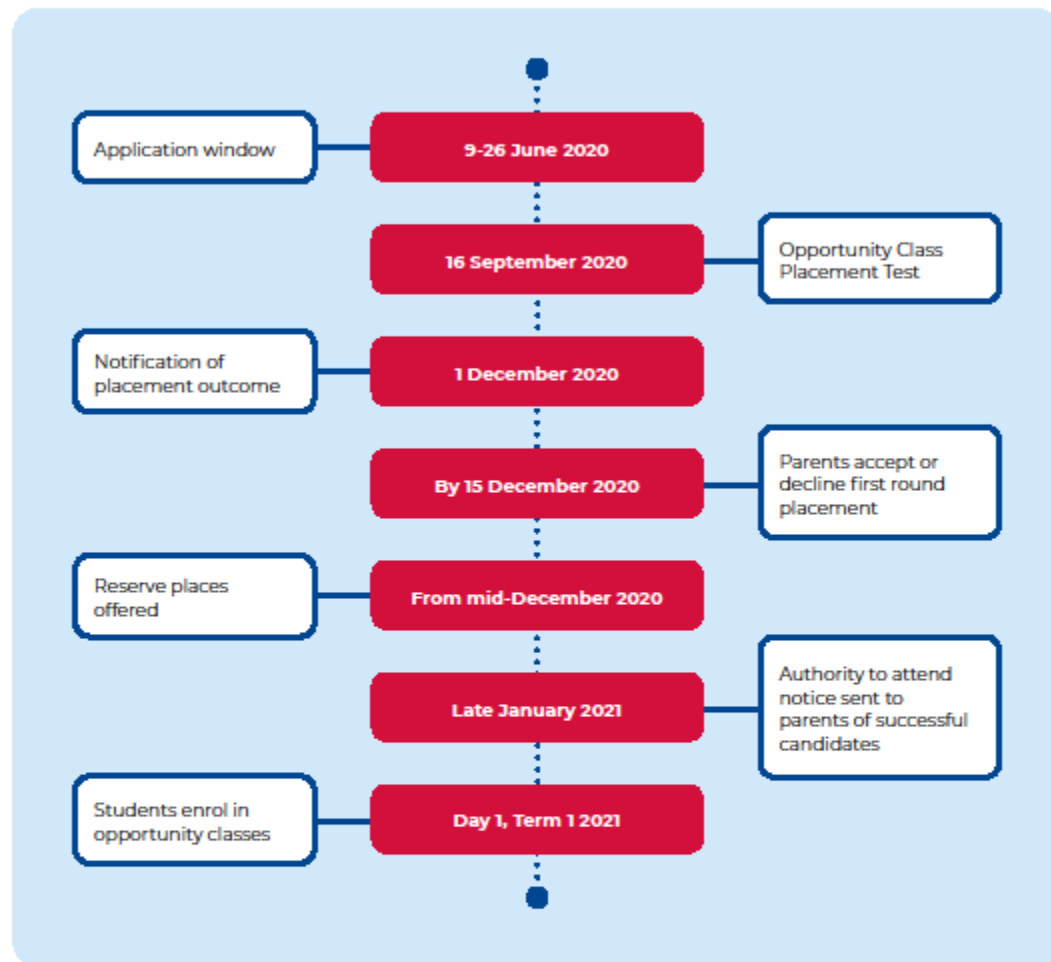 Application window
9-26 June 2020
16 September 2020
Opportunity Class
Placement Test
Notification of
placement outcome
1 December 2020
By 15 December 2020
Parents accept or
decline first round
placement
Reserve places
offered
From mid-December 2020
Late January 2021
Authority to attend
notice sent to
parents of successful
candidates
Students enrol in
opportunity classes
Day 1, Term 1 2021